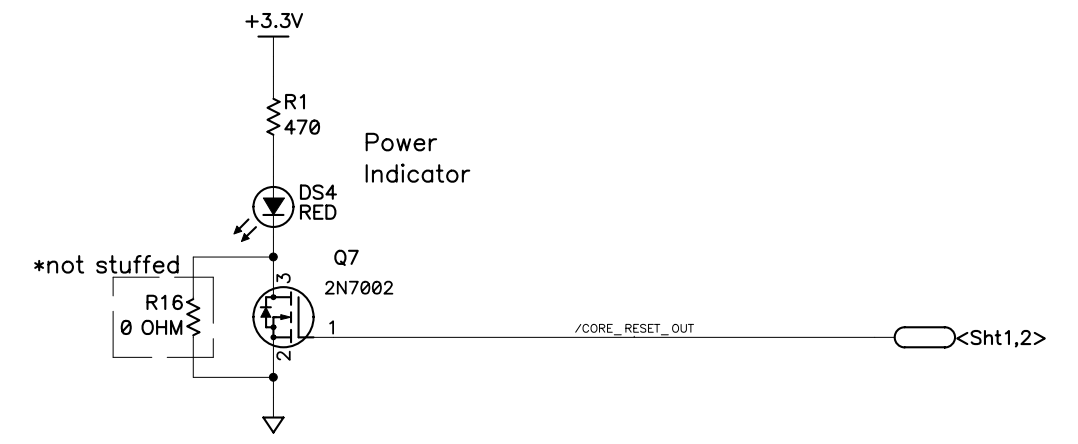 +3.3V
R1
470
Power
Indicator
DS4
RED
*not stuffed
Q7
3
2N7002
R16
0 OHM
1
/CORE_RESET_OUT
<Sht1,2>
2